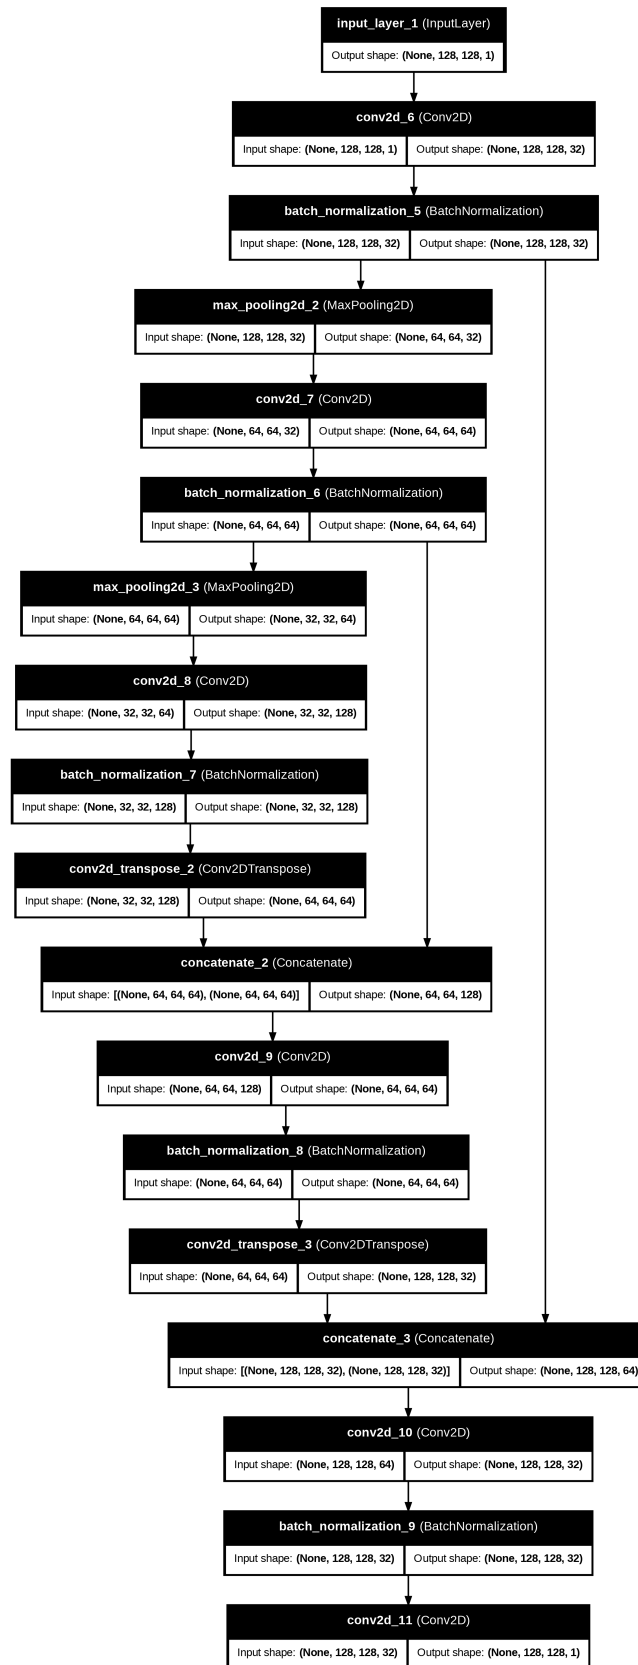 input_layer_1 (InputLayer)
Output shape: (None, 128, 128, 1)
conv2d_6 (Conv2D)
Input shape: (None, 128, 128, 1) Output shape: (None, 128, 128, 32)
batch_normalization_5 (BatchNormalization)
Input shape: (None, 128, 128, 32) Output shape: (None, 128, 128, 32)
max_pooling2d_2 (MaxPooling2D)
Input shape: (None, 128, 128, 32) Output shape: (None, 64, 64, 32)
conv2d_7 (Conv2D)
Input shape: (None, 64, 64, 32) Output shape: (None, 64, 64, 64)
batch_normalization_6 (BatchNormalization)
Input shape: (None, 64, 64, 64) Output shape: (None, 64, 64, 64)
max_pooling2d_3 (MaxPooling2D)
Input shape: (None, 64, 64, 64) Output shape: (None, 32, 32, 64)
conv2d_8 (Conv2D)
Input shape: (None, 32, 32, 64) Output shape: (None, 32, 32, 128)
batch_normalization_7 (BatchNormalization)
Input shape: (None, 32, 32, 128) Output shape: (None, 32, 32, 128)
conv2d_transpose_2 (Conv2DTranspose)
Input shape: (None, 32, 32, 128) Output shape: (None, 64, 64, 64)
concatenate_2 (Concatenate)
Input shape: [(None, 64, 64, 64), (None, 64, 64, 64)] Output shape: (None, 64, 64, 128)
conv2d_9 (Conv2D)
Input shape: (None, 64, 64, 128) Output shape: (None, 64, 64, 64)
batch_normalization_8 (BatchNormalization)
Input shape: (None, 64, 64, 64) Output shape: (None, 64, 64, 64)
conv2d_transpose_3 (Conv2DTranspose)
Input shape: (None, 64, 64, 64) Output shape: (None, 128, 128, 32)
concatenate_3 (Concatenate)
Input shape: [(None, 128, 128, 32), (None, 128, 128, 32)] Output shape: (None, 128, 128, 64)
conv2d_10 (Conv2D)
Input shape: (None, 128, 128, 64) Output shape: (None, 128, 128, 32)
batch_normalization_9 (BatchNormalization)
Input shape: (None, 128, 128, 32) Output shape: (None, 128, 128, 32)
conv2d_11 (Conv2D)
Input shape: (None, 128, 128, 32) Output shape: (None, 128, 128, 1)